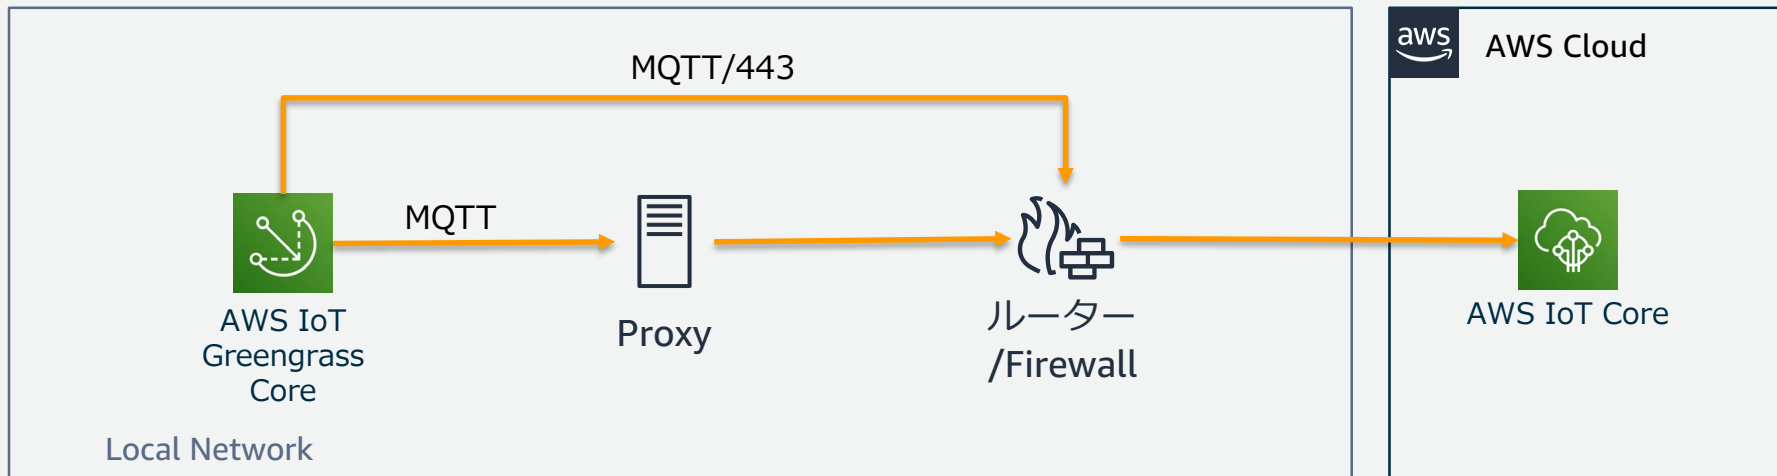 MQTT/443
aws
AWS Cloud
MQTT
AWS IoT
Greengrass
Core
Proxy
ルーター
/Firewall
AWS IoT Core
Local Network